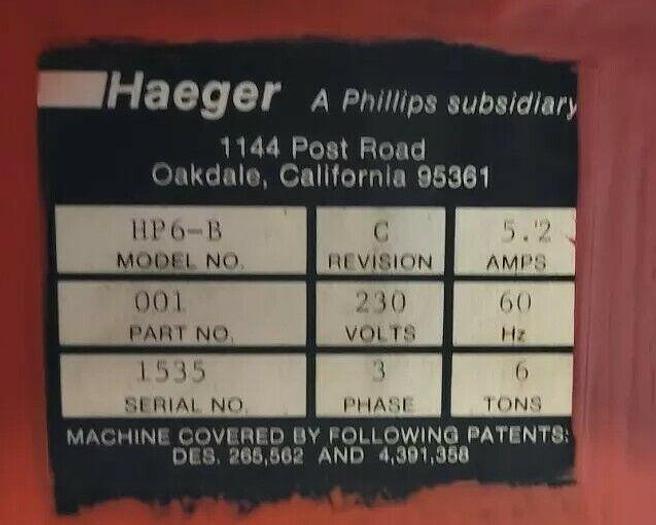 Haeger A Phillips subsidiary
1144 Post Road
Oakdale, California 95361
HP6-B C 5.2
MODEL NO. REVISION AMPS
001 230 60
PART NO. VOLTS Hz
1535 3 6
SERIAL NO. PHASE TONS
MACHINE COVERED BY FOLLOWING PATENTS:
DES. 265,562 AND 4,391,358